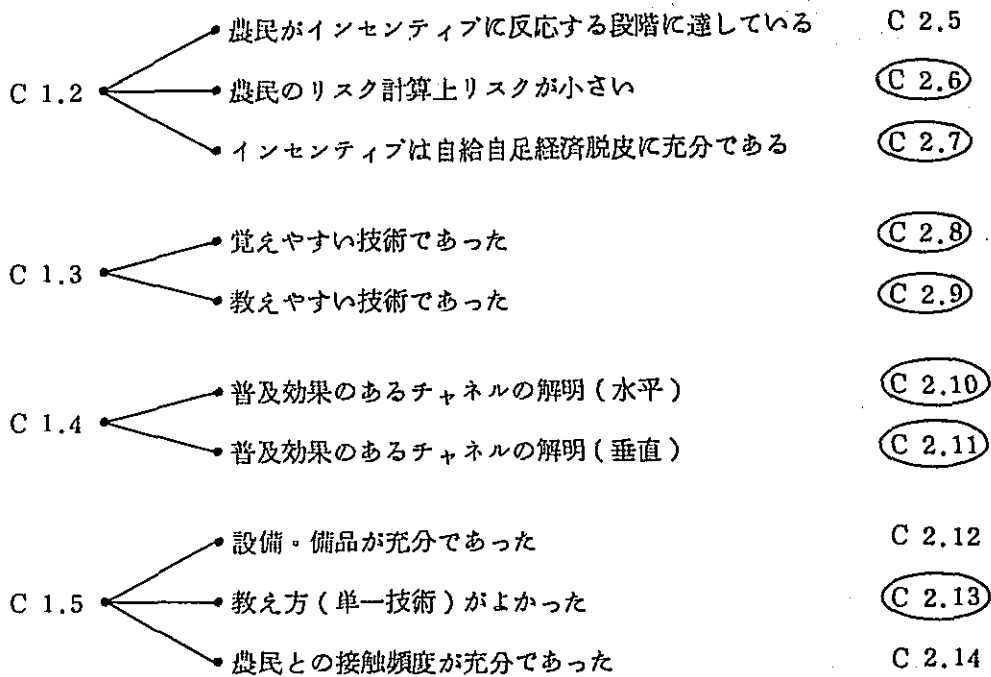 農民がインセンティブに反応する段階に達している C 2.5
C 1.2 農民のリスク計算上リスクが小さい C 2.6
インセンティブは自給自足経済脱皮に充分である C 2.7
覚えやすい技術であった C 2.8
C 1.3
教えやすい技術であった C 2.9
普及効果のあるチャネルの解明(水平) C 2.10
C 1.4
普及効果のあるチャネルの解明(垂直) C 2.11
設備・備品が充分であった C 2.12
C 1.5 教え方(単一技術)がよかった C 2.13
農民との接触頻度が充分であった C 2.14